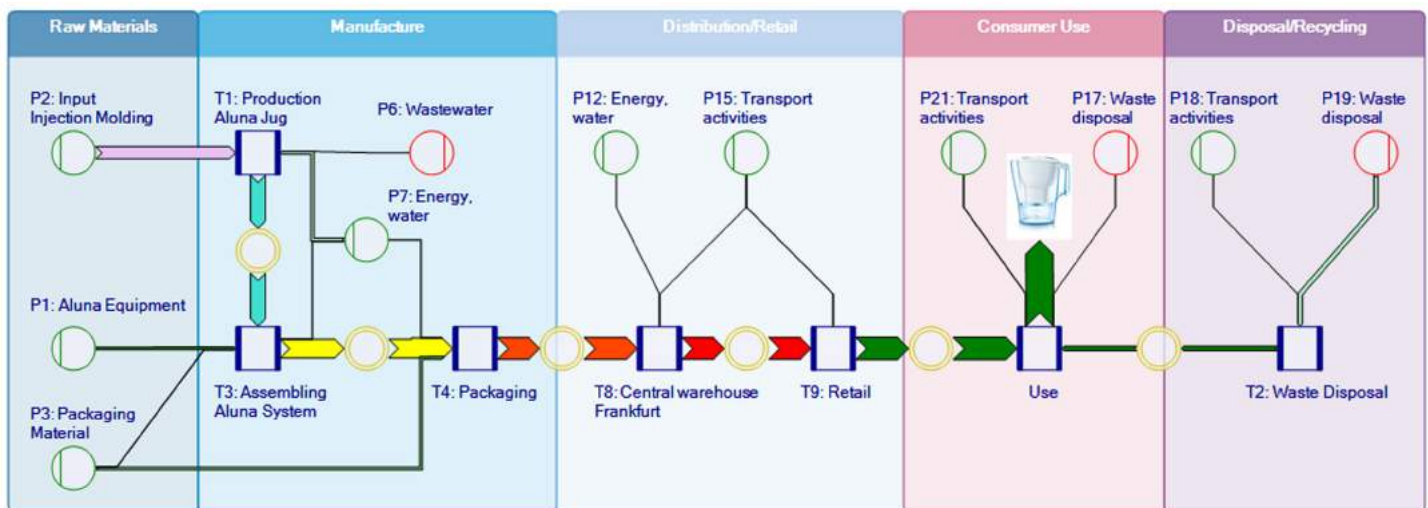 Raw Materials
Manufacture
Distribution/Retail
Consumer Use
Disposal/Recycling
P2: Input
Injection Molding
T1: Production
Aluna Jug
P6: Wastewater
P12: Energy,
water
P15: Transport
activities
P21: Transport
activities
P17: Waste
disposal
P18: Transport
activities
P19: Waste
disposal
P7: Energy,
water
P1: Aluna Equipment
T3: Assembling
Aluna System
T4: Packaging
T8: Central warehouse
Frankfurt
T9: Retail
Use
T2: Waste Disposal
P3: Packaging
Material